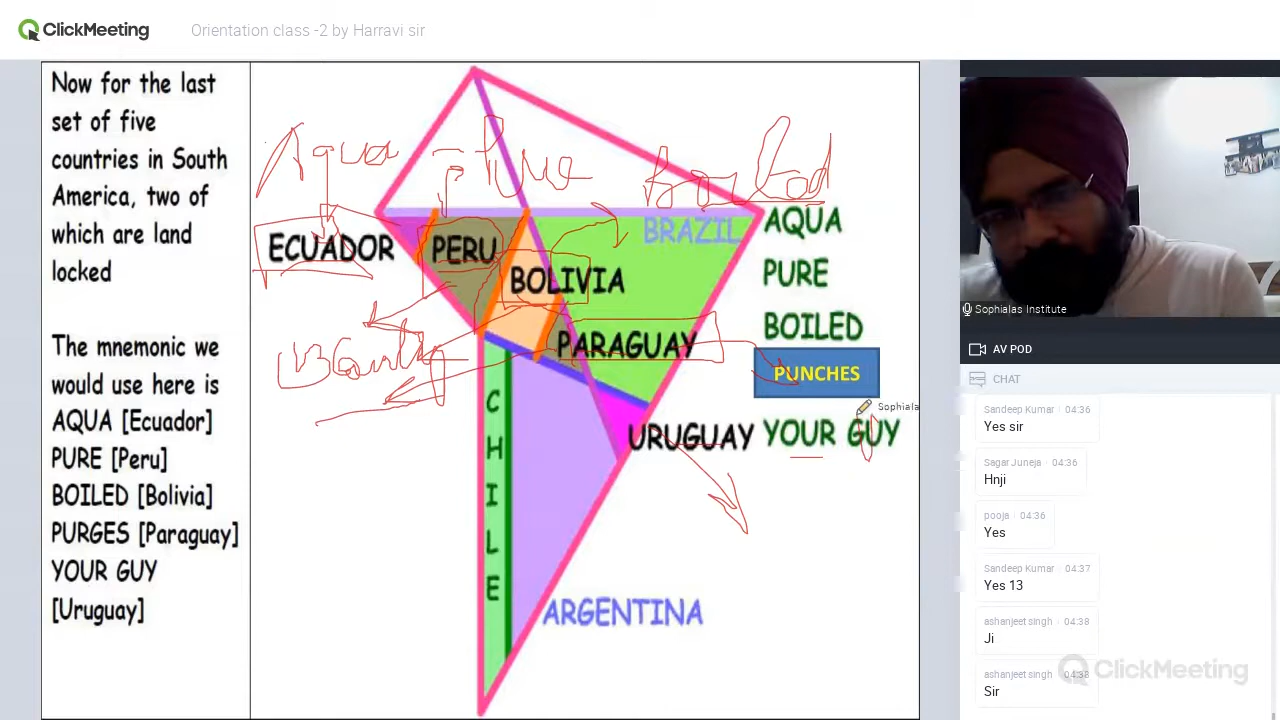 ClickMeeting
Orientation class -2 by Harravi sir
Now for the last
set of five
countries in South
America, two of
which are land
locked
The mnemonic we
would use here is
AQUA [Ecuador]
PURE [Peru]
BOILED [Bolivia]
PURGES [Paraguay]
YOUR GUY
[Uruguay]
Aqua
boiled
ECUADOR
PERU
BOLIVIA
BRAZIL
PARAGUAY
CHILE
URUGUAY
ARGENTINA
AQUA
PURE
BOILED
PUNCHES
Sophiala
YOUR GUY
Sophialas Institute
AV POD
CHAT
Sandeep Kumar · 04:36
Yes sir
Sagar Juneja · 04:36
Hnji
pooja · 04:36
Yes
Sandeep Kumar · 04:37
Yes 13
ashanjeet singh · 04:38
Ji
ashanjeet singh · 04:38
Sir
ClickMeeting